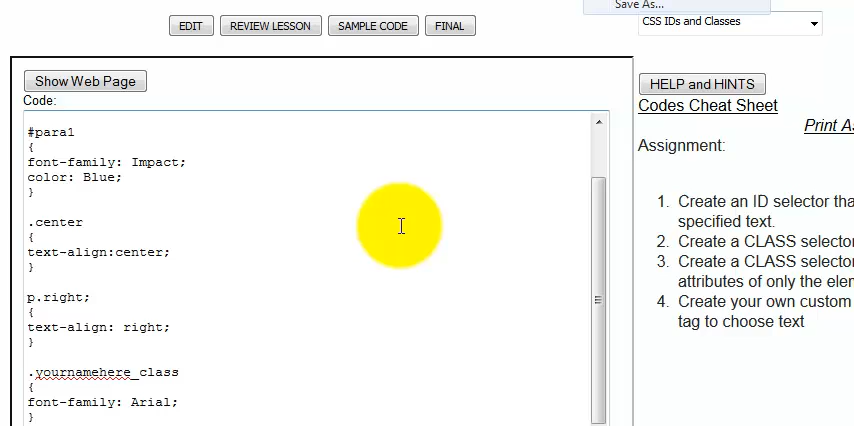 Save As...
EDIT REVIEW LESSON SAMPLE CODE FINAL
CSS IDs and Classes
Show Web Page
Code:
#para1
{
font-family: Impact;
color: Blue;
}
.center
{
text-align:center;
}
p.right;
{
text-align: right;
}
.yournamehere_class
{
font-family: Arial;
}
HELP and HINTS
Codes Cheat Sheet
Print As
Assignment:
1. Create an ID selector tha
specified text.
2. Create a CLASS selector
3. Create a CLASS selector
attributes of only the elem
4. Create your own custom
tag to choose text